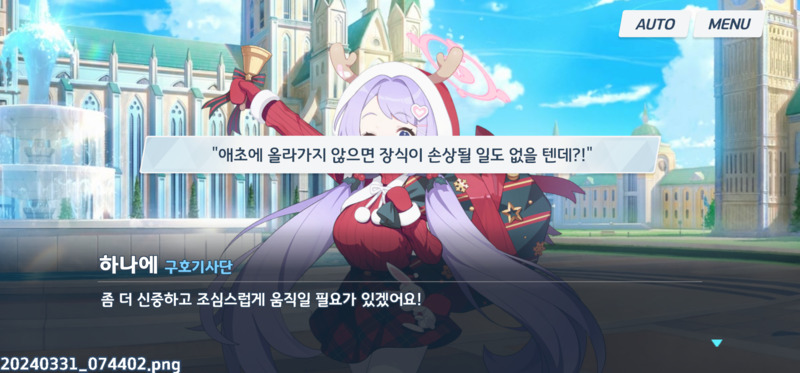 AUTO MENU
"애초에 올라가지 않으면 장식이 손상될 일도 없을 텐데?!"
하나에 구호기사단
좀 더 신중하고 조심스럽게 움직일 필요가 있겠어요!
20240331_074402.png